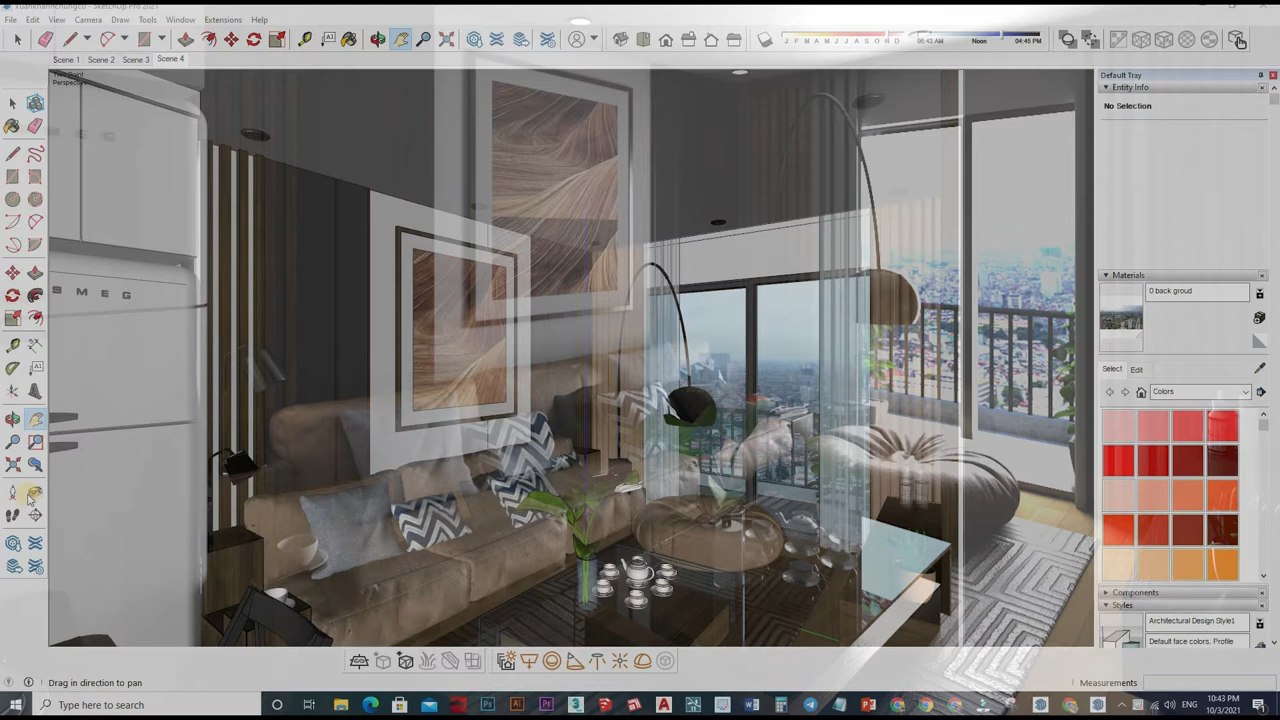 File Edit View Camera Draw Tools Window Extensions Help
J F M A M J J A S O N D 06:43 AM Noon 04:45 PM
Scene 1 Scene 2 Scene 3 Scene 4
Two Point
Perspective
Default Tray
Entity Info
No Selection
S M E G
Materials
0 back groud
Select Edit
Colors
Components
Styles
Architectural Design Style1
Default face colors. Profile
Drag in direction to pan
Measurements
Type here to search
ENG
10:43 PM
10/3/2021